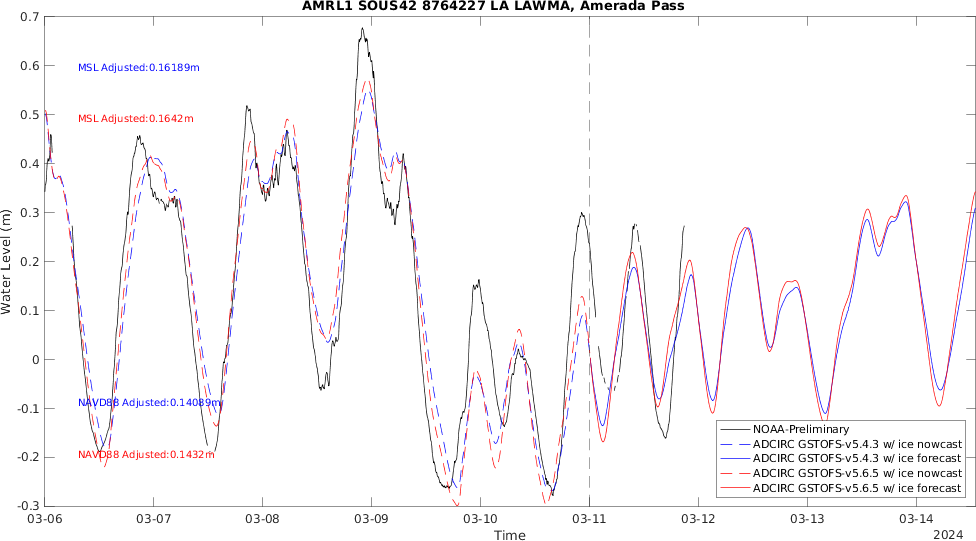 AMRL1 SOUS42 8764227 LA LAWMA, Amerada Pass
0.7
0.6
0.5
0.4
0.3
0.2
0.1
0
-0.1
-0.2
-0.3
Water Level (m)
MSL Adjusted:0.16189m
MSL Adjusted:0.1642m
NAVD88 Adjusted:0.14089m
NAVD88 Adjusted:0.1432m
NOAA-Preliminary
ADCIRC GSTOFS-v5.4.3 w/ ice nowcast
ADCIRC GSTOFS-v5.4.3 w/ ice forecast
ADCIRC GSTOFS-v5.6.5 w/ ice nowcast
ADCIRC GSTOFS-v5.6.5 w/ ice forecast
03-06 03-07 03-08 03-09 03-10 03-11 03-12 03-13 03-14
Time
2024